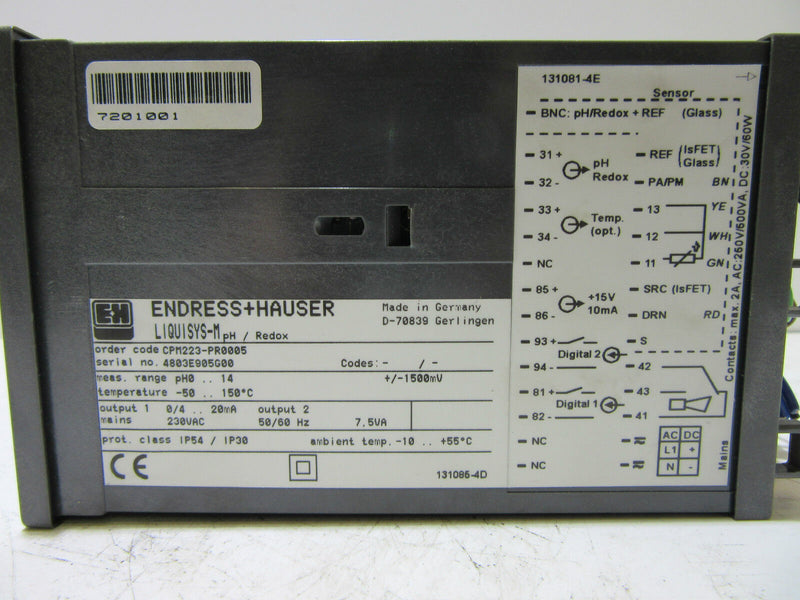 7201001
131081-4E
Sensor
BNC: pH/Redox + REF (Glass)
31 +
32 -
pH
Redox
REF (IsFET Glass)
PA/PM BN
33 +
34 -
Temp.
(opt.)
13 YE
12 WH
NC
11 GN
85 +
86 -
+15V
10mA
SRC (IsFET)
DRN RD
93 +
94 -
Digital 2
S
42
81 +
82 -
Digital 1
43
41
NC
NC
AC DC
L1 +
N -
Mains
Contacts: max. 2A, AC:250V/600VA, DC:30V/60W
E+H
ENDRESS+HAUSER
LIQUISYS-M pH / Redox
Made in Germany
D-70839 Gerlingen
order code CPM223-PR0005
serial no. 4803E905G00 Codes: - / -
meas. range pH0 .. 14 +/-1500mV
temperature -50 .. 150°C
output 1 0/4 .. 20mA output 2
mains 230VAC 50/60 Hz 7.5VA
prot. class IP54 / IP30 ambient temp. -10 .. +55°C
CE
131085-4D